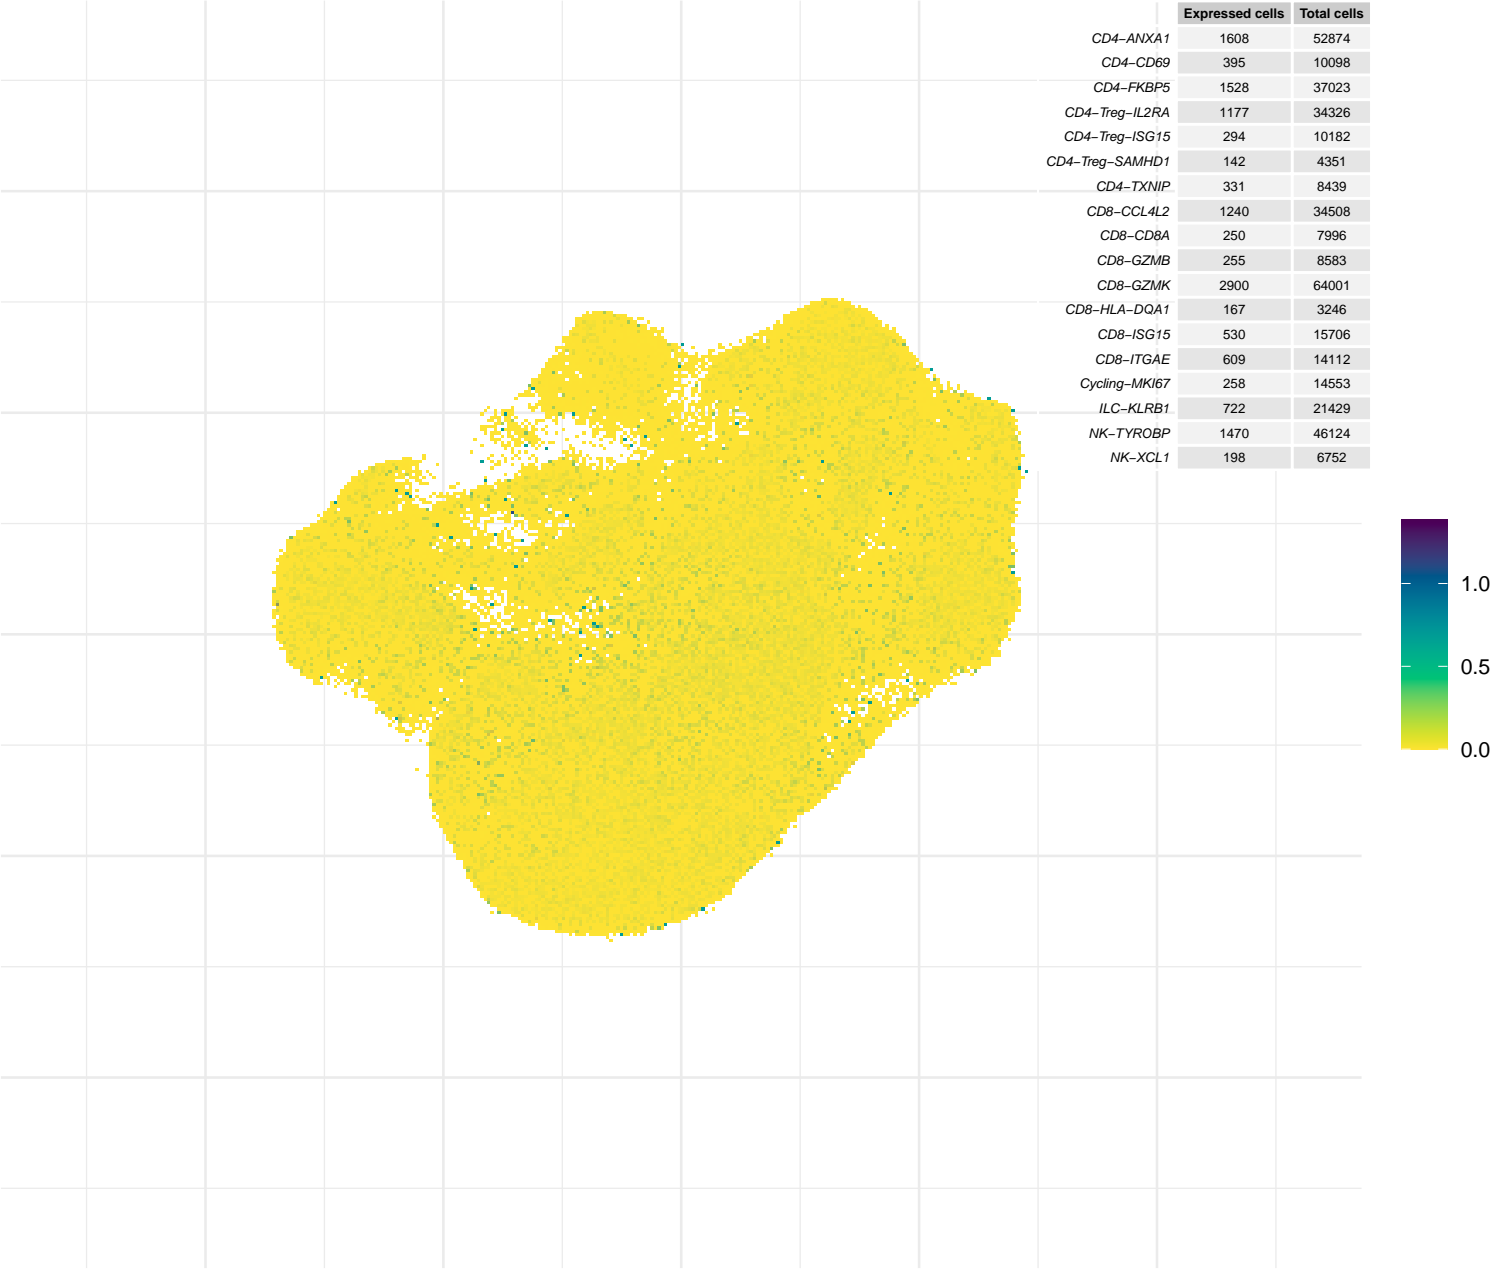 Expressed cells Total cells
CD4−ANXA1 1608 52874
CD4−CD69 395 10098
CD4−FKBP5 1528 37023
CD4−Treg−IL2RA 1177 34326
CD4−Treg−ISG15 294 10182
CD4−Treg−SAMHD1 142 4351
CD4−TXNIP 331 8439
CD8−CCL4L2 1240 34508
CD8−CD8A 250 7996
CD8−GZMB 255 8583
CD8−GZMK 2900 64001
CD8−HLA−DQA1 167 3246
CD8−ISG15 530 15706
CD8−ITGAE 609 14112
Cycling−MKI67 258 14553
ILC−KLRB1 722 21429
NK−TYROBP 1470 46124
NK−XCL1 198 6752
1.0
0.5
0.0